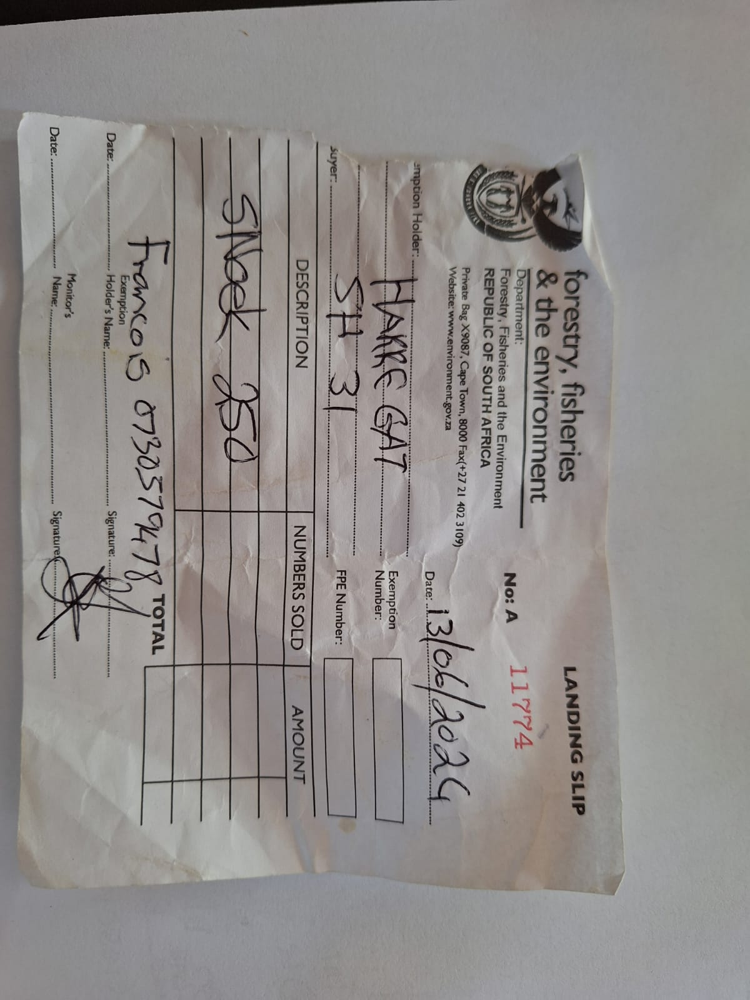 forestry, fisheries
& the environment
Department:
Forestry, Fisheries and the Environment
REPUBLIC OF SOUTH AFRICA
Private Bag X9087, Cape Town, 8000 Fax(+27 21 402 3109)
Website: www.environment.gov.za
LANDING SLIP
No: A 11774
Date: 13/06/2024
emption Holder:
HAKKE GAT
Exemption
Number:
Buyer: SH 31
FPE Number:
DESCRIPTION NUMBERS SOLD AMOUNT
SNoek 250
TOTAL
Francois 0730579478
Date: Exemption Holder's Name: Signature:
Date: Monitor's Name: Signature: